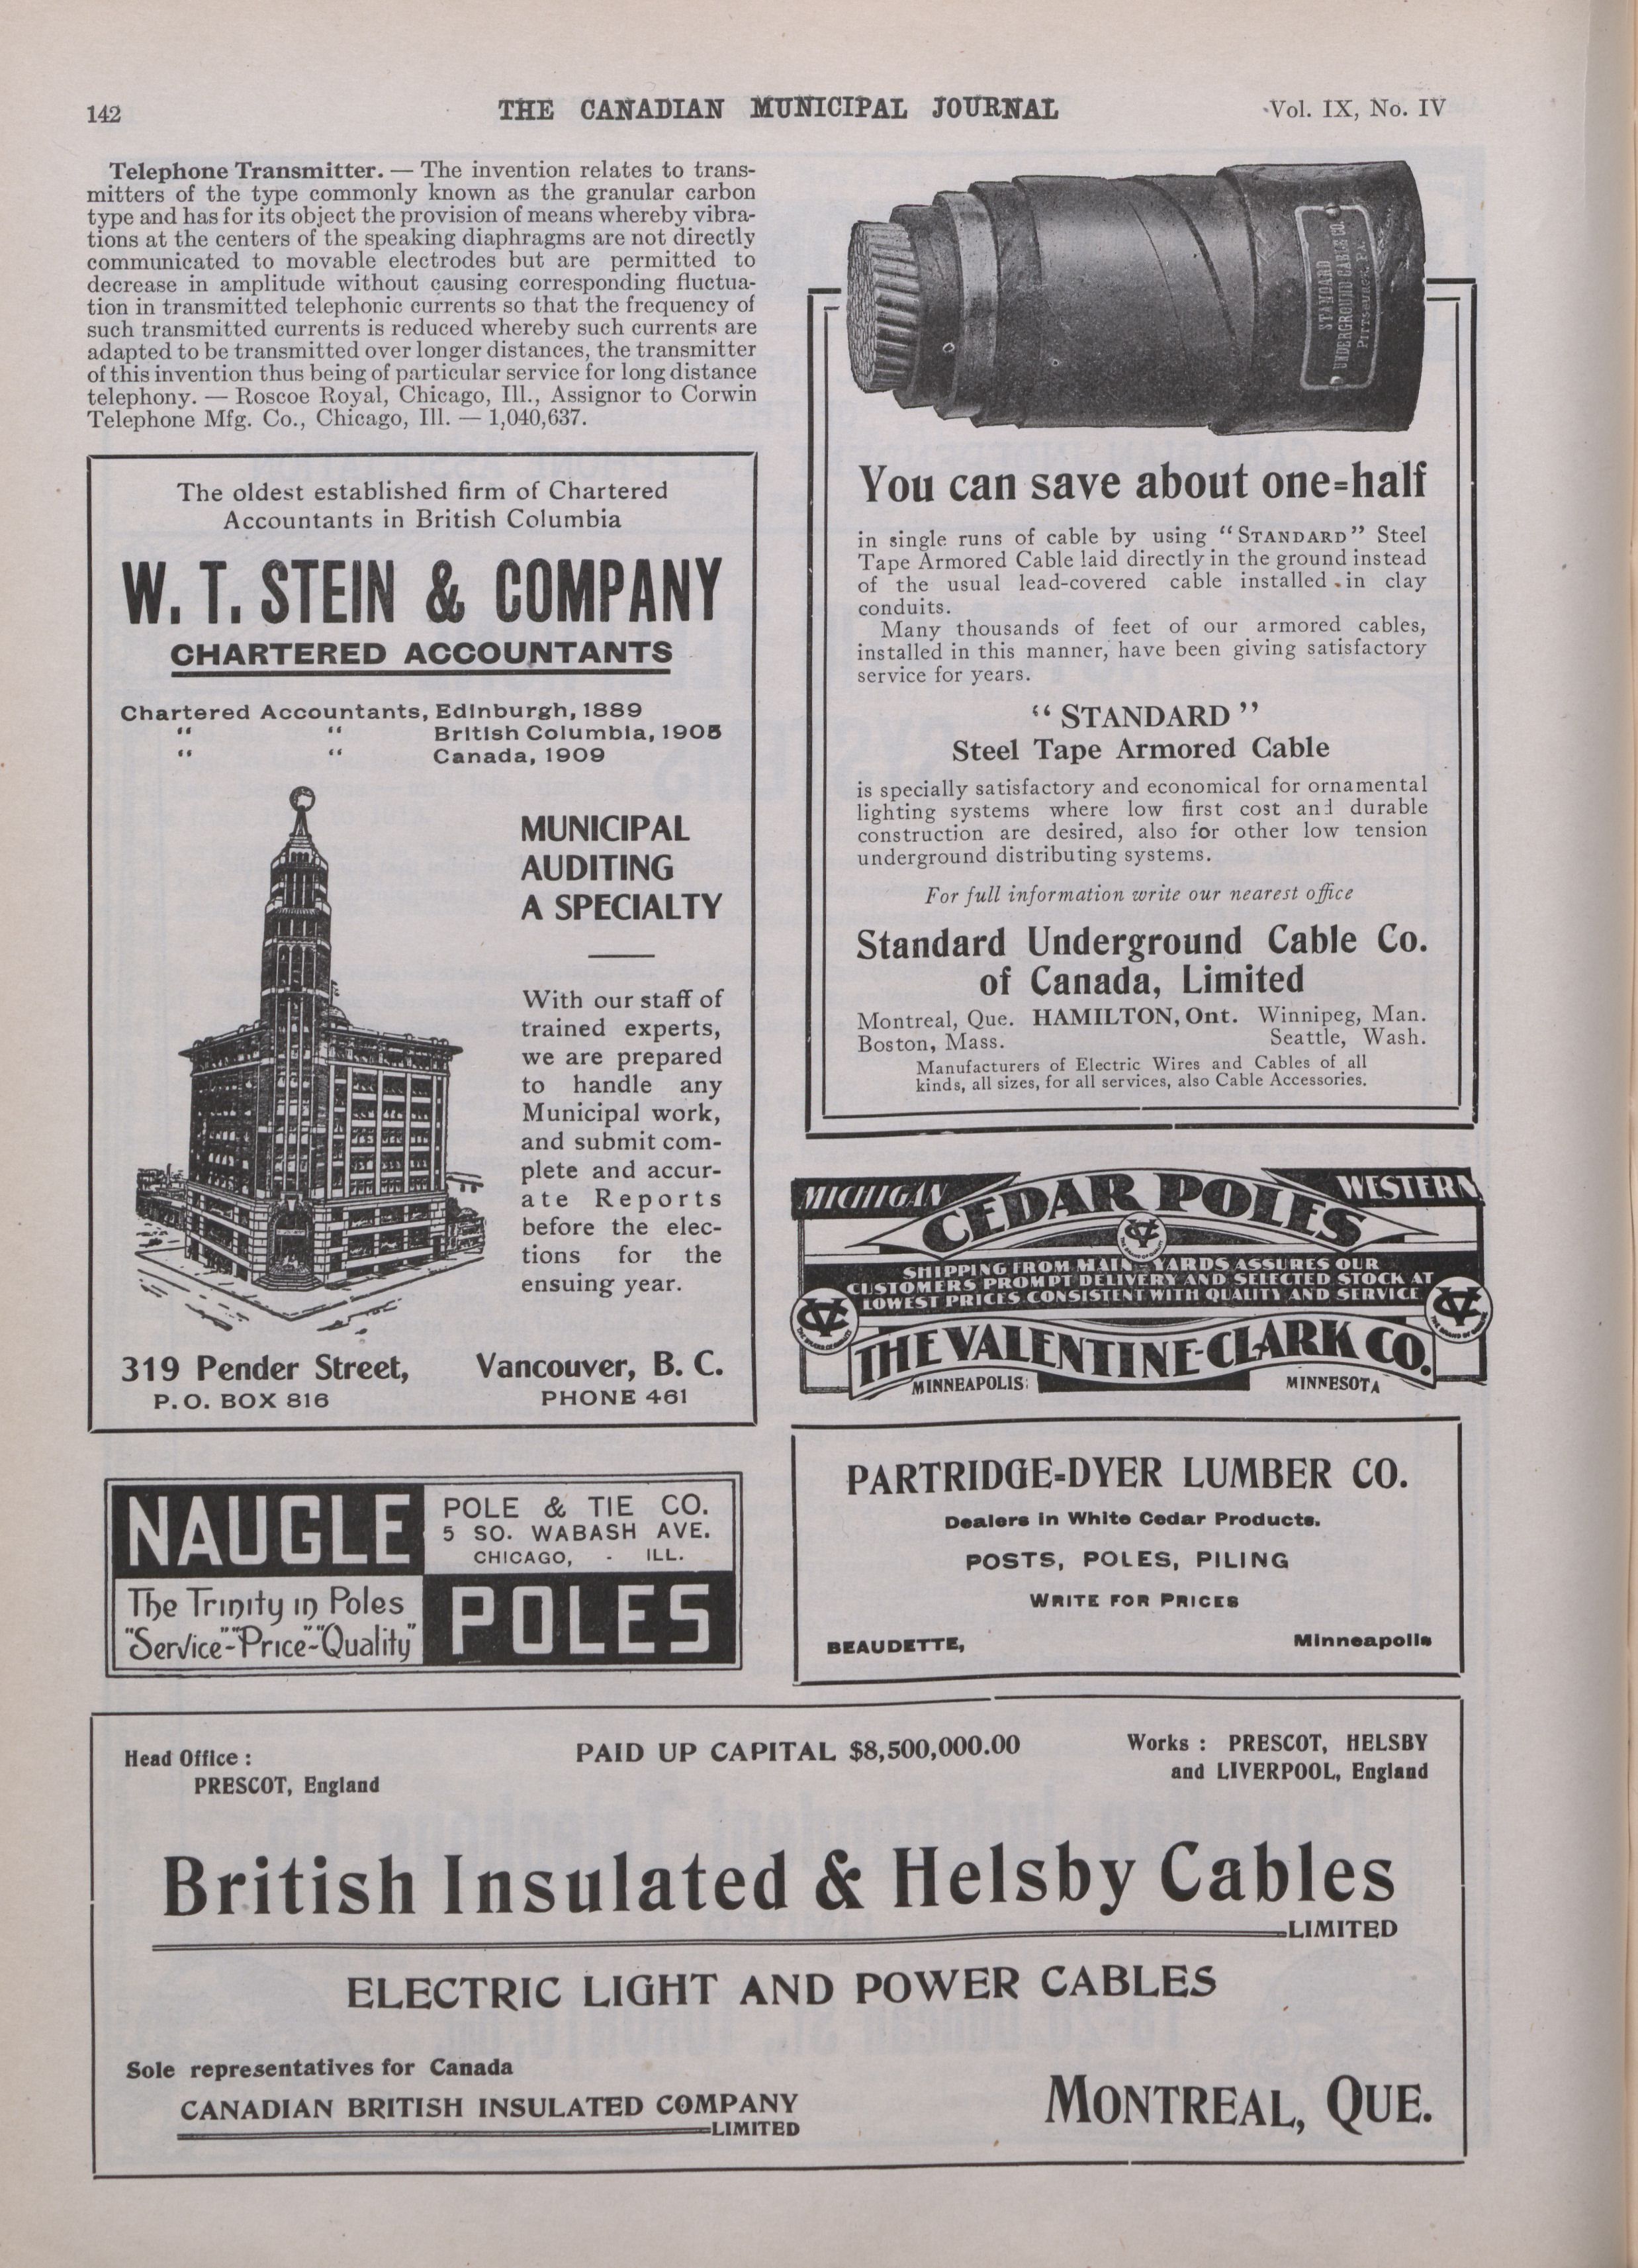 142
THE CANADIAN MUNICIPAL JOURNAL
Vol. IX, No. IV
Telephone Transmitter. — The invention relates to trans-
mitters of the type commonly known as the granular carbon
type and has for its object the provision of means whereby vibra-
tions at the centers of the speaking diaphragms are not directly
communicated to movable electrodes but are permitted to
decrease in amplitude without causing corresponding fluctua-
tion in transmitted telephonic currents so that the frequency of
such transmitted currents is reduced whereby such currents are
adapted to be transmitted over longer distances, the transmitter
of this invention thus being of particular service for long distance
telephony. — Roscoe Royal, Chicago, Ill., Assignor to Corwin
Telephone Mfg. Co., Chicago, Ill. — 1,040,637.
The oldest established firm of Chartered
Accountants in British Columbia
W. T. STEIN & COMPANY
CHARTERED ACCOUNTANTS
Chartered Accountants, Edinburgh, 1889
" " British Columbia, 1905
" " Canada, 1909
MUNICIPAL
AUDITING
A SPECIALTY
With our staff of
trained experts,
we are prepared
to handle any
Municipal work,
and submit com-
plete and accur-
ate Reports
before the elec-
tions for the
ensuing year.
319 Pender Street, Vancouver, B. C.
P. O. BOX 816 PHONE 461
NAUGLE
POLE & TIE CO.
5 SO. WABASH AVE.
CHICAGO, - ILL.
The Trinity in Poles
"Service"-"Price"-"Quality"
POLES
STANDARD
UNDERGROUND CABLE CO.
PITTSBURGH, PA.
You can save about one-half
in single runs of cable by using "STANDARD" Steel
Tape Armored Cable laid directly in the ground instead
of the usual lead-covered cable installed in clay
conduits.
Many thousands of feet of our armored cables,
installed in this manner, have been giving satisfactory
service for years.
"STANDARD"
Steel Tape Armored Cable
is specially satisfactory and economical for ornamental
lighting systems where low first cost and durable
construction are desired, also for other low tension
underground distributing systems.
For full information write our nearest office
Standard Underground Cable Co.
of Canada, Limited
Montreal, Que. HAMILTON, Ont. Winnipeg, Man.
Boston, Mass. Seattle, Wash.
Manufacturers of Electric Wires and Cables of all
kinds, all sizes, for all services, also Cable Accessories.
MICHIGAN CEDAR POLES WESTERN
SHIPPING FROM MAIN YARDS ASSURES OUR
CUSTOMERS PROMPT DELIVERY AND SELECTED STOCK AT
LOWEST PRICES CONSISTENT WITH QUALITY AND SERVICE
THE VALENTINE-CLARK CO.
MINNEAPOLIS MINNESOTA
PARTRIDGE-DYER LUMBER CO.
Dealers in White Cedar Products.
POSTS, POLES, PILING
WRITE FOR PRICES
BEAUDETTE, Minneapolis
Head Office :
PRESCOT, England
PAID UP CAPITAL $8,500,000.00
Works : PRESCOT, HELSBY
and LIVERPOOL, England
British Insulated & Helsby Cables
LIMITED
ELECTRIC LIGHT AND POWER CABLES
Sole representatives for Canada
CANADIAN BRITISH INSULATED COMPANY
LIMITED
MONTREAL, QUE.